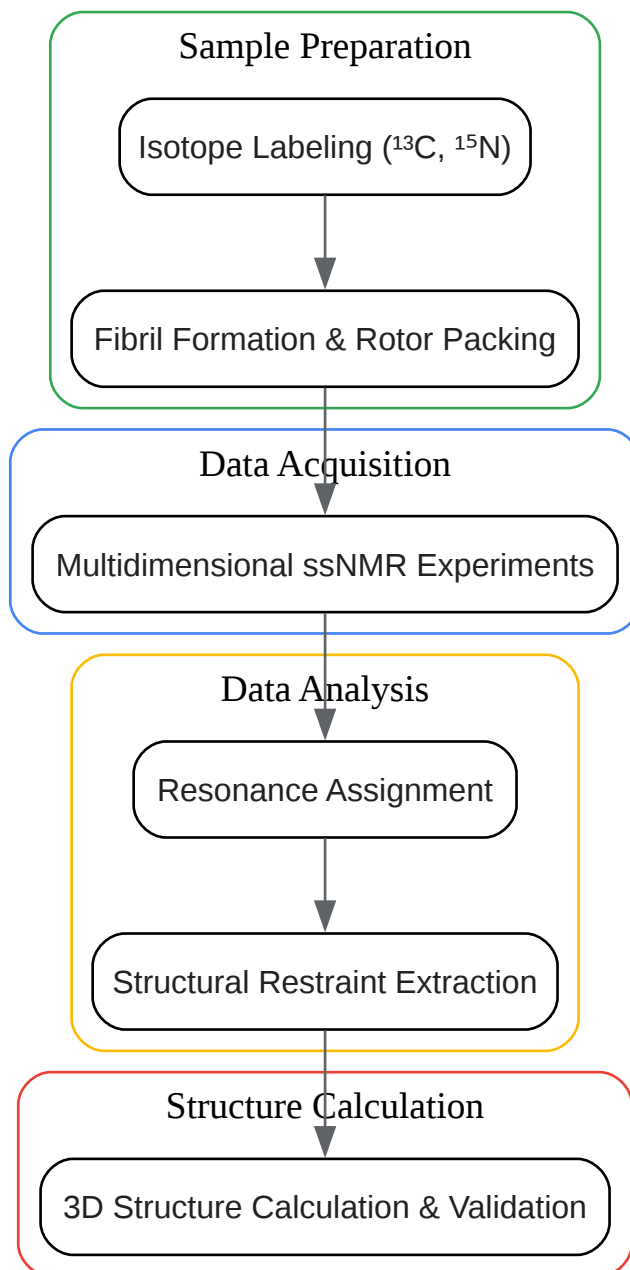 Sample Preparation
Isotope Labeling (¹³C, ¹⁵N)
Fibril Formation & Rotor Packing
Data Acquisition
Multidimensional ssNMR Experiments
Data Analysis
Resonance Assignment
Structural Restraint Extraction
Structure Calculation
3D Structure Calculation & Validation